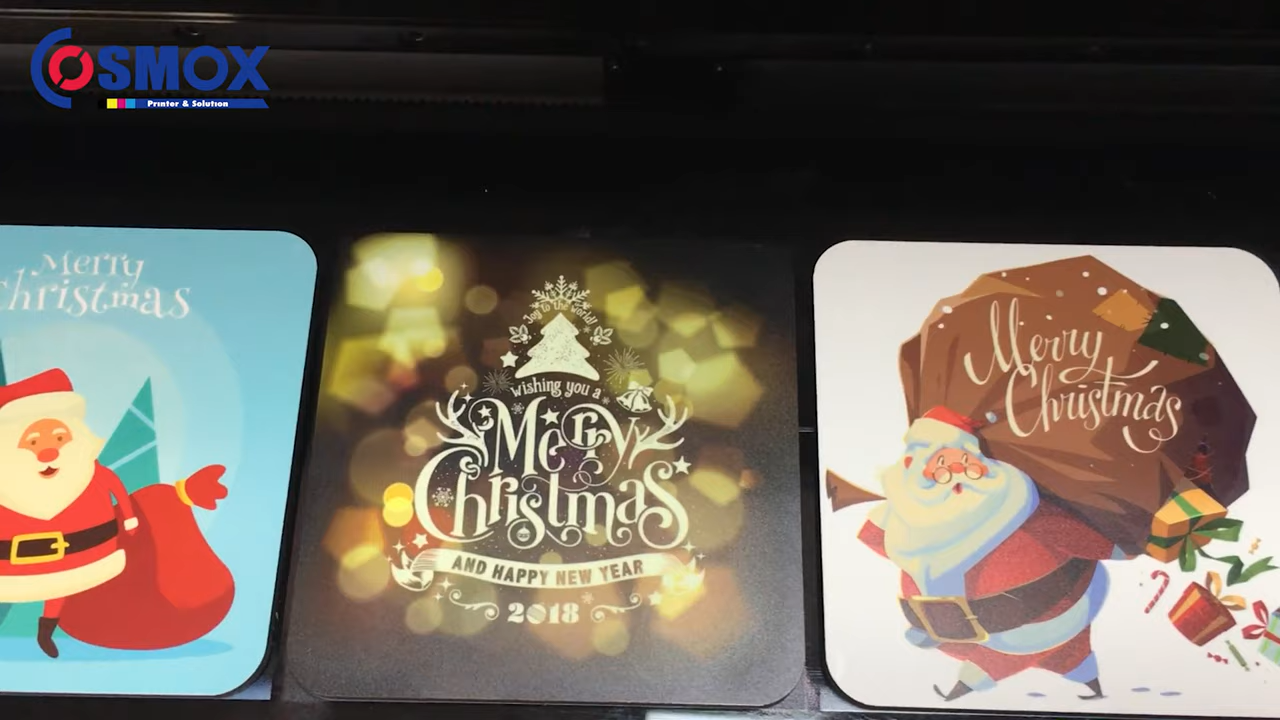 COSMOX
Printer & Solution
Merry
Christmas
Joy to the world!
wishing you a
Merry
Christmas
AND HAPPY NEW YEAR
2018
Merry
Christmas